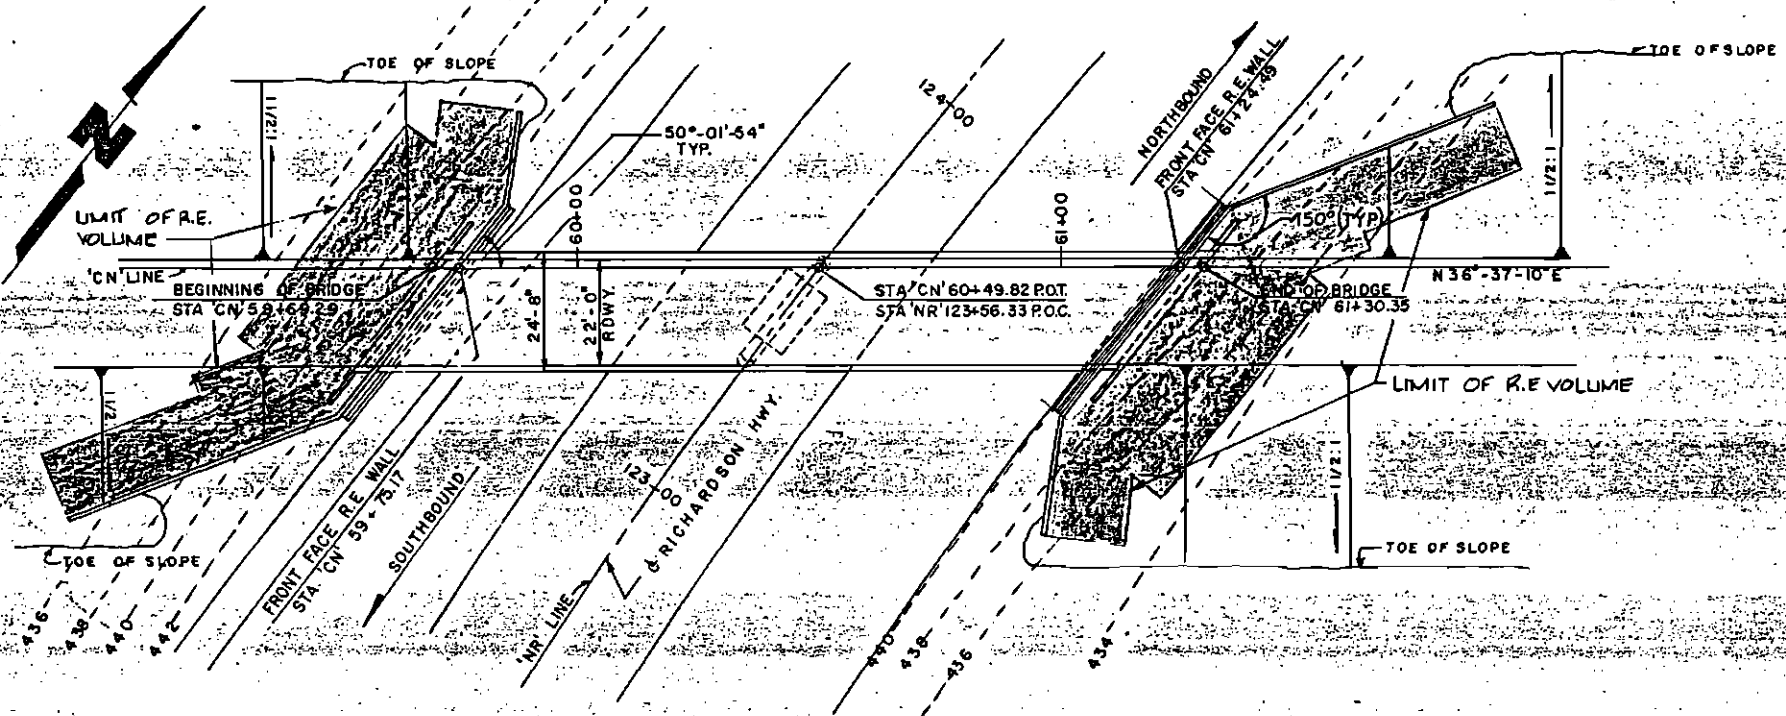 TOE OF SLOPE
TOE OF SLOPE
N
1 1/2:1
50°-01'-54"
TYP.
124+00
NORTHBOUND
FRONT FACE R.E. WALL
STA 'CN' 61+24.49
1 1/2:1
LIMIT OF R.E.
VOLUME
60+00
61+00
150° (TYP)
'CN' LINE
N 36°-37-10"E
BEGINNING OF BRIDGE
STA 'CN' 59+69.29
24'-8"
22'-0"
RDWY.
STA 'CN' 60+49.82 P.O.T.
STA 'NR' 123+56.33 P.O.C.
END OF BRIDGE
STA 'CN' 61+30.35
LIMIT OF R.E VOLUME
FRONT FACE R.E. WALL
STA. 'CN' 59+75.17
SOUTHBOUND
123+00
℄ RICHARDSON HWY.
1 1/2:1
TOE OF SLOPE
TOE OF SLOPE
'NR' LINE
436
438
440
442
440
438
436
434